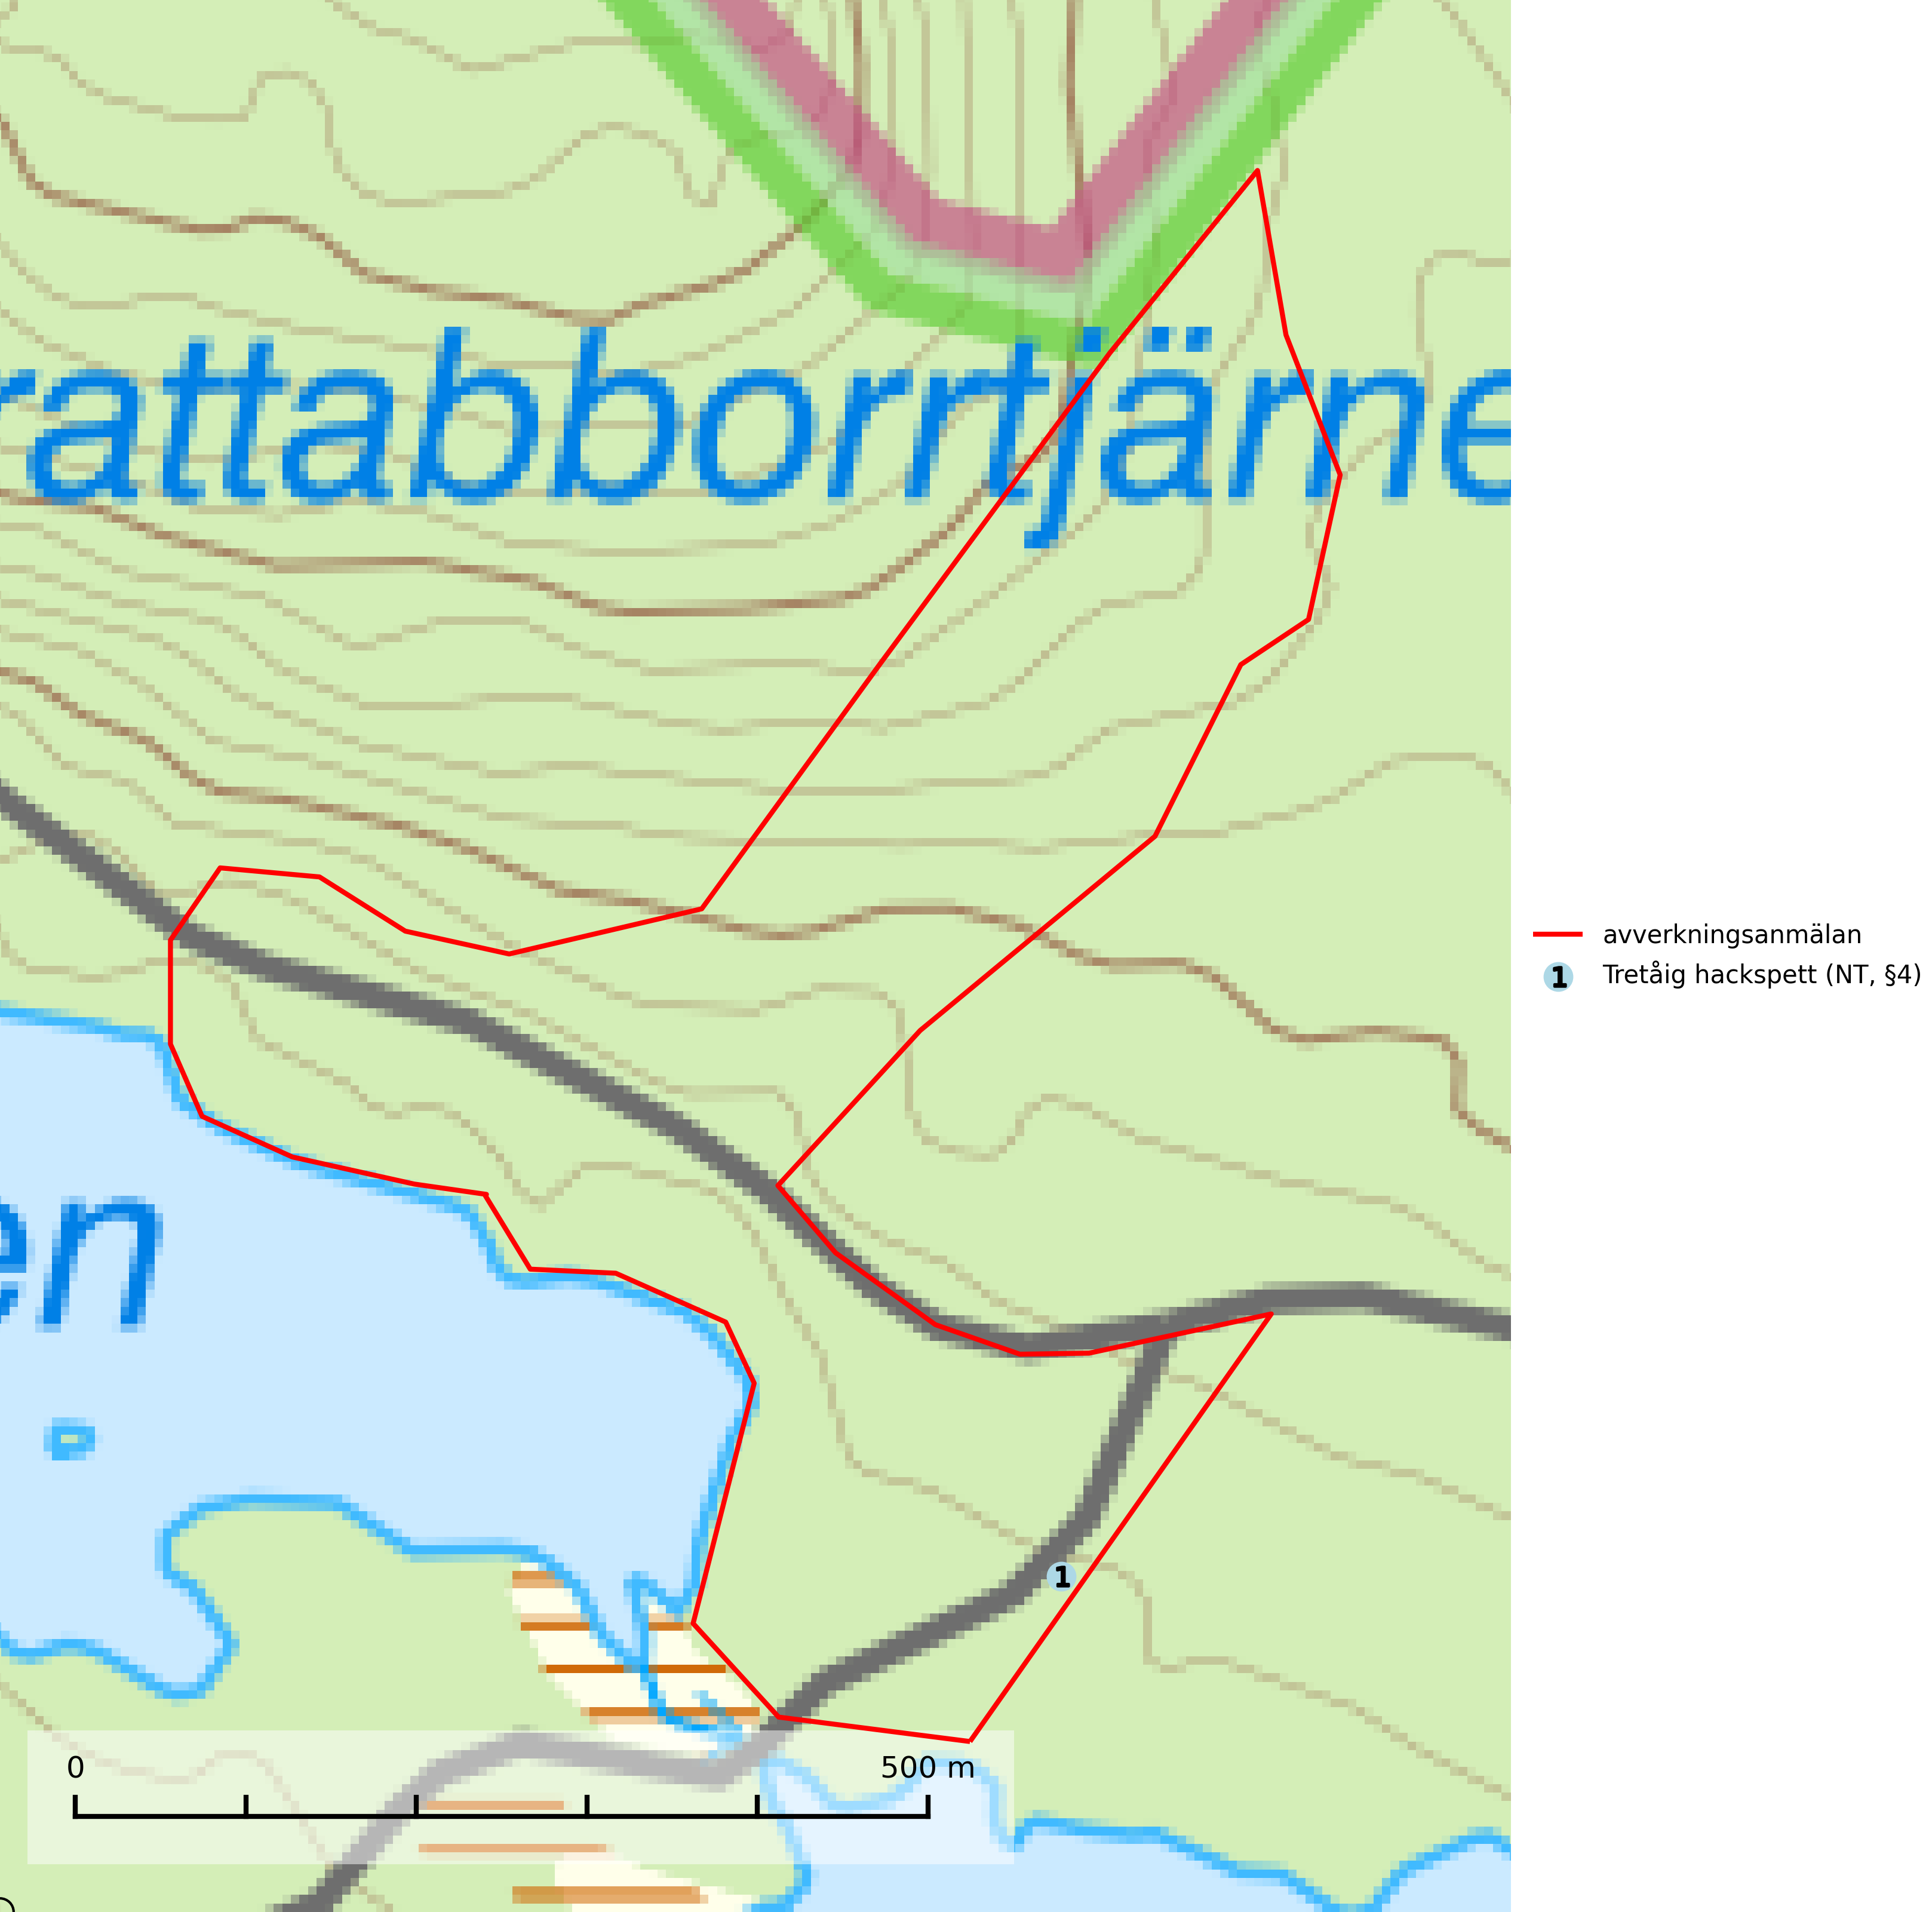 rattabborrtjärne
en
avverkningsanmälan
1 Tretåig hackspett (NT, §4)
1
0 500 m